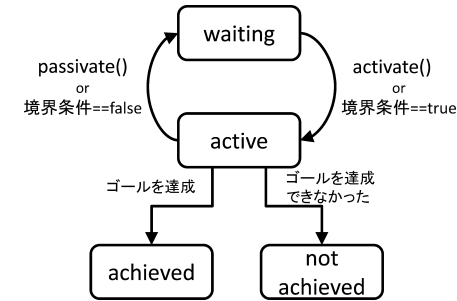 waiting
passivate()
or
境界条件==false
activate()
or
境界条件==true
active
ゴールを達成
ゴールを達成
できなかった
achieved
not
achieved